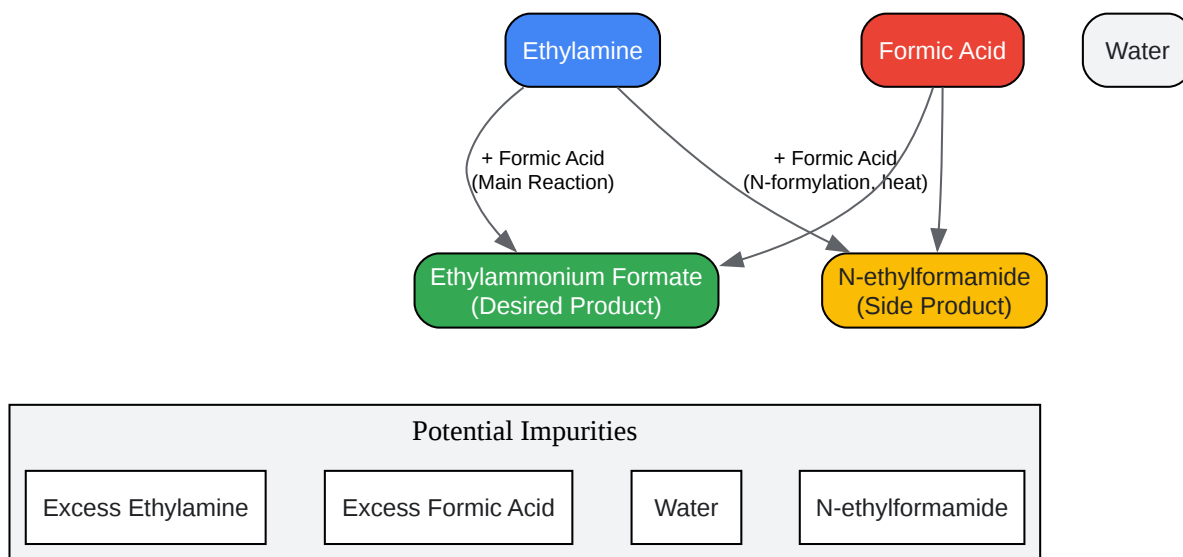 Ethylamine
Formic Acid
Water
+ Formic Acid
(Main Reaction)
+ Formic Acid
(N-formylation, heat)
Ethylammonium Formate
(Desired Product)
N-ethylformamide
(Side Product)
Potential Impurities
Excess Ethylamine
Excess Formic Acid
Water
N-ethylformamide